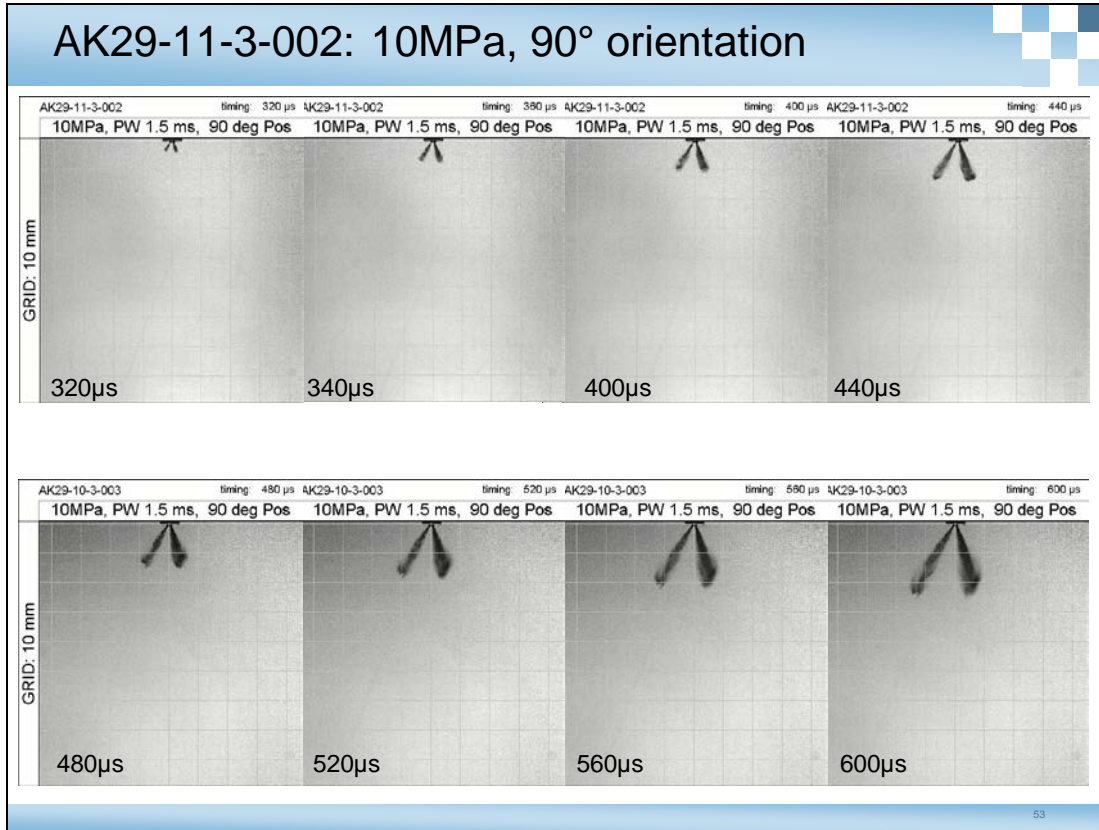 AK29-11-3-002: 10MPa, 90° orientation
AK29-11-3-002 timing: 320 µs AK29-11-3-002 timing: 360 µs AK29-11-3-002 timing: 400 µs AK29-11-3-002 timing: 440 µs
10MPa, PW 1.5 ms, 90 deg Pos 10MPa, PW 1.5 ms, 90 deg Pos 10MPa, PW 1.5 ms, 90 deg Pos 10MPa, PW 1.5 ms, 90 deg Pos
GRID: 10 mm
320µs 340µs 400µs 440µs
AK29-10-3-003 timing: 480 µs AK29-10-3-003 timing: 520 µs AK29-10-3-003 timing: 560 µs AK29-10-3-003 timing: 600 µs
10MPa, PW 1.5 ms, 90 deg Pos 10MPa, PW 1.5 ms, 90 deg Pos 10MPa, PW 1.5 ms, 90 deg Pos 10MPa, PW 1.5 ms, 90 deg Pos
GRID: 10 mm
480µs 520µs 560µs 600µs
53